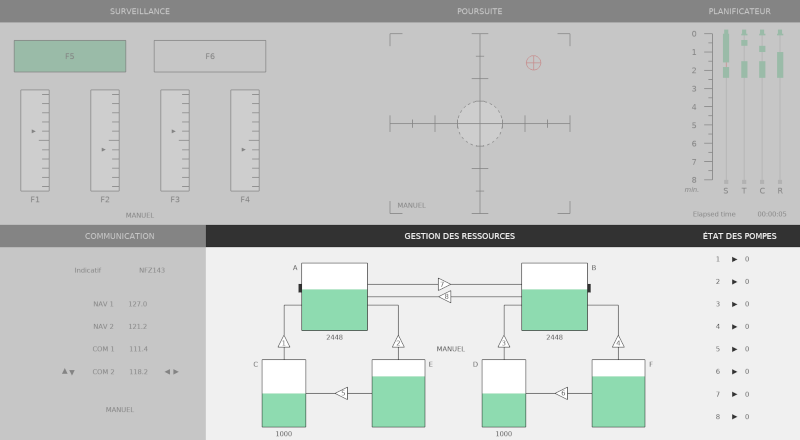 SURVEILLANCE
F5
F6
F1
F2
F3
F4
MANUEL
POURSUITE
MANUEL
PLANIFICATEUR
0
1
2
3
4
5
6
7
8
min.
S T C R
Elapsed time 00:00:05
COMMUNICATION
Indicatif NFZ143
NAV 1 127.0
NAV 2 121.2
COM 1 111.4
COM 2 118.2
MANUEL
GESTION DES RESSOURCES
A
B
7
8
2448
2448
1
2
3
4
MANUEL
C
E
D
F
5
6
1000
1000
ÉTAT DES POMPES
1 ▶ 0
2 ▶ 0
3 ▶ 0
4 ▶ 0
5 ▶ 0
6 ▶ 0
7 ▶ 0
8 ▶ 0